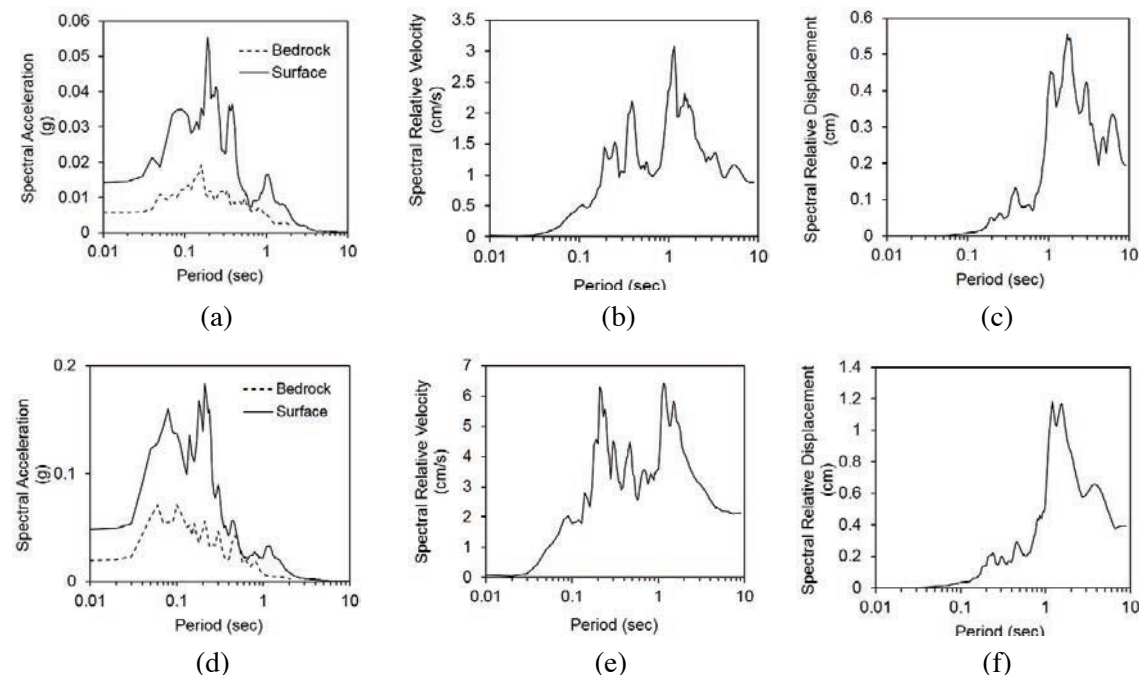 0.06
0.05
0.04
0.03
0.02
0.01
0
Spectral Acceleration
(g)
Bedrock
Surface
0.01 0.1 1 10
Period (sec)
(a)
3.5
3
2.5
2
1.5
1
0.5
0
Spectral Relative Velocity
(cm/s)
0.01 0.1 1 10
Period (sec)
(b)
0.6
0.5
0.4
0.3
0.2
0.1
0
Spectral Relative Displacement
(cm)
0.01 0.1 1 10
Period (sec)
(c)
0.2
0.1
0
Spectral Acceleration
(g)
Bedrock
Surface
0.01 0.1 1 10
Period (sec)
(d)
7
6
5
4
3
2
1
0
Spectral Relative Velocity
(cm/s)
0.01 0.1 1 10
Period (sec)
(e)
1.4
1.2
1
0.8
0.6
0.4
0.2
0
Spectral Relative Displacement
(cm)
0.01 0.1 1 10
Period (sec)
(f)